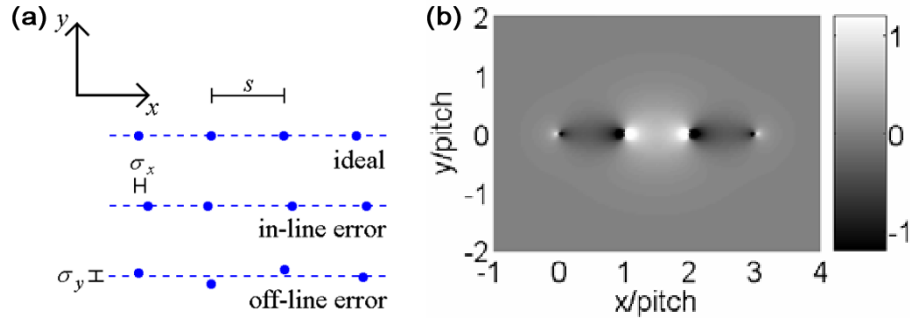 (a)
y
x
s
ideal
σx
in-line error
σy
off-line error
(b)
y/pitch
2
1
0
-1
-2
-1 0 1 2 3 4
x/pitch
1
0
-1